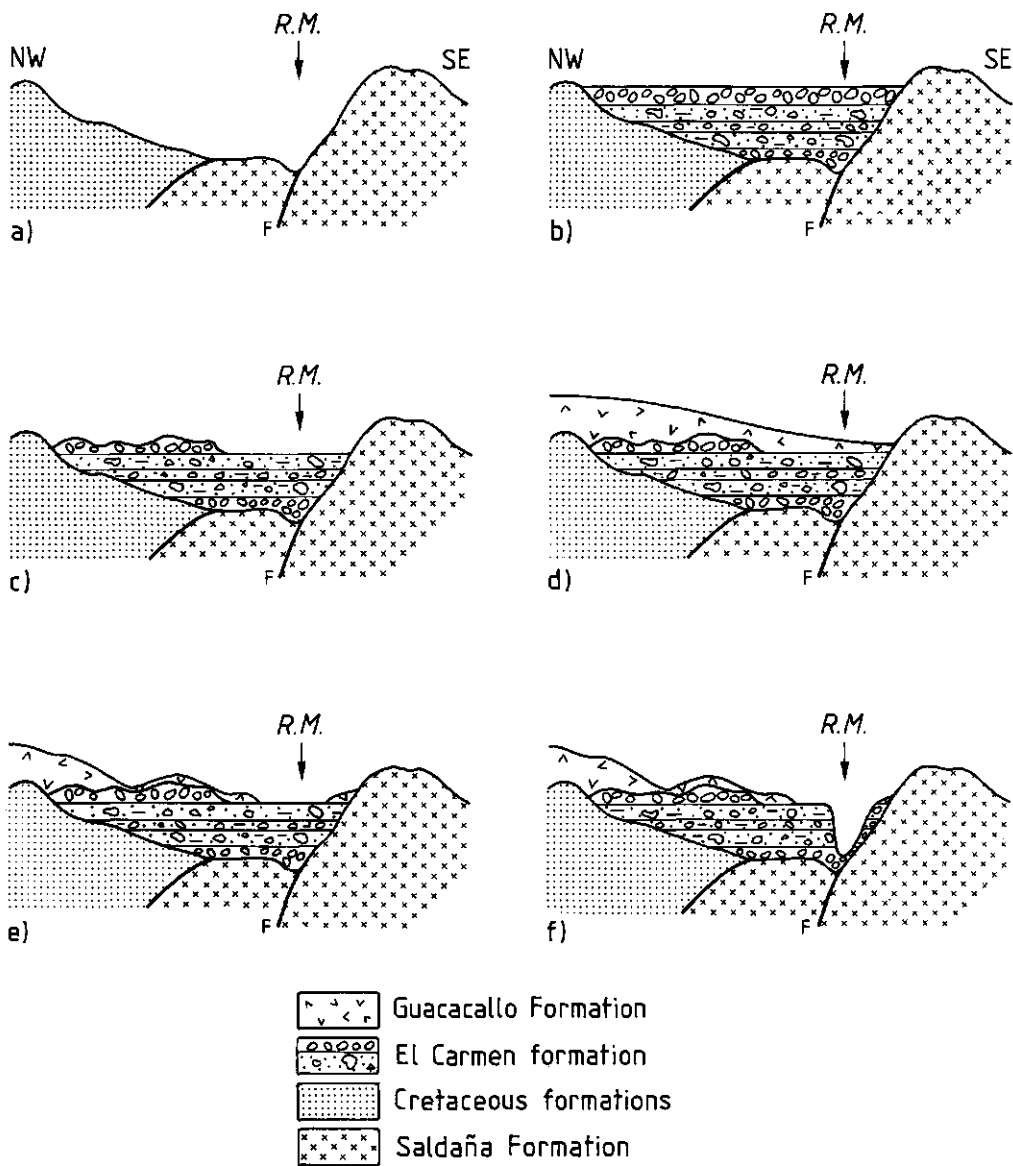 R.M.
NW
SE
F
a)
R.M.
NW
SE
F
b)
R.M.
F
c)
R.M.
F
d)
R.M.
F
e)
R.M.
F
f)
Guacacallo Formation
El Carmen formation
Cretaceous formations
Saldaña Formation